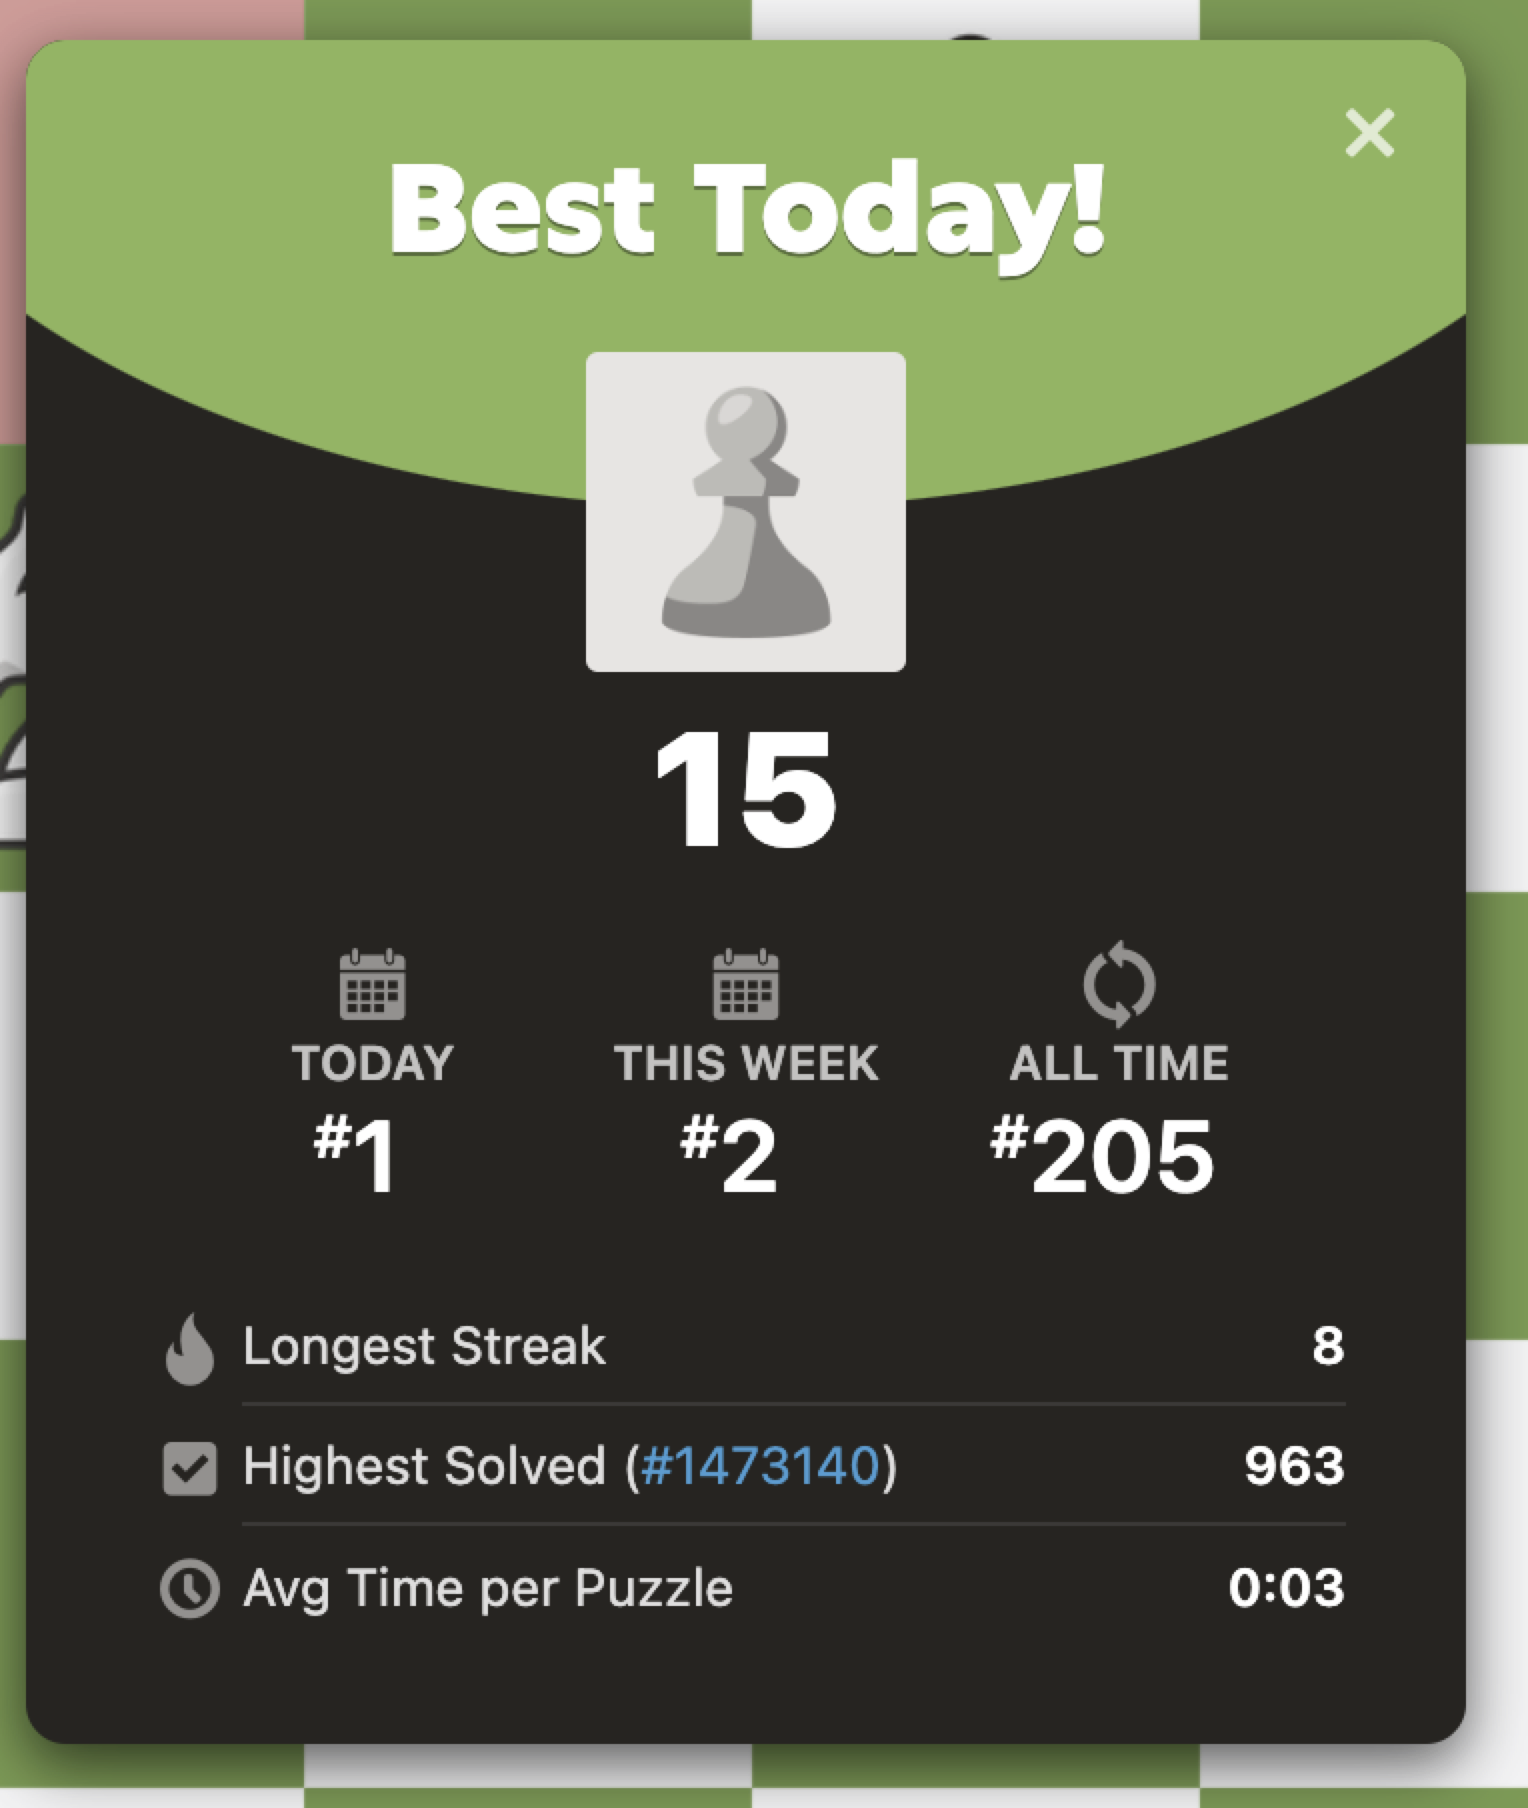 Best Today!
15
TODAY THIS WEEK ALL TIME
#1 #2 #205
Longest Streak 8
Highest Solved (#1473140) 963
Avg Time per Puzzle 0:03